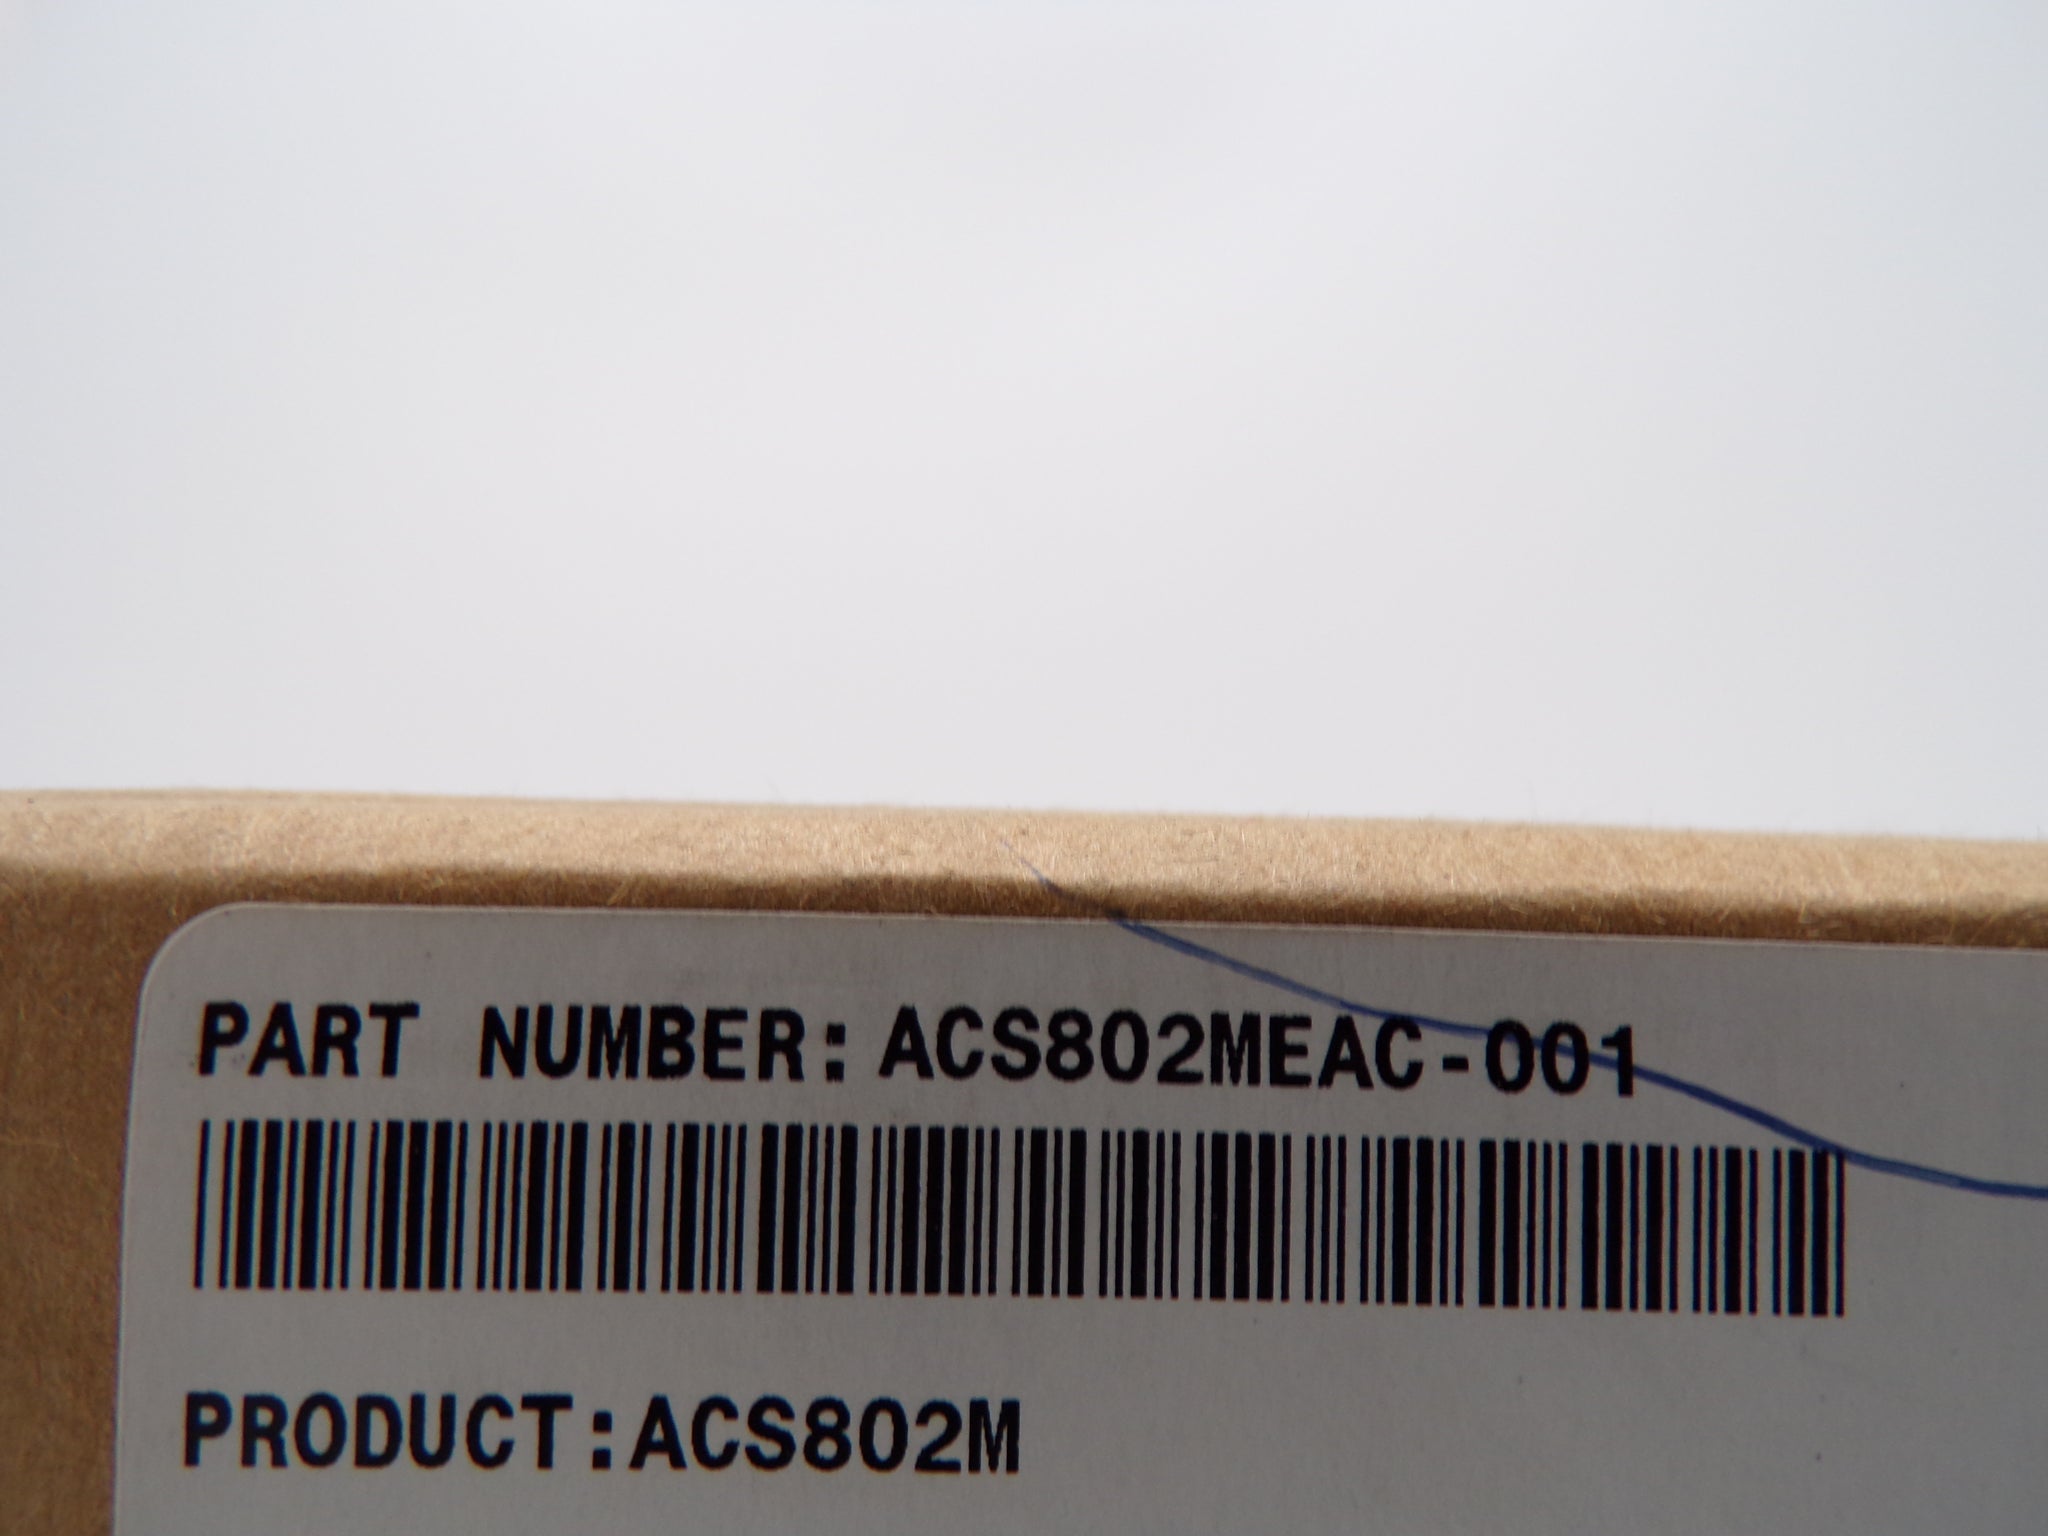 PART NUMBER: ACS802MEAC-001
PRODUCT:ACS802M